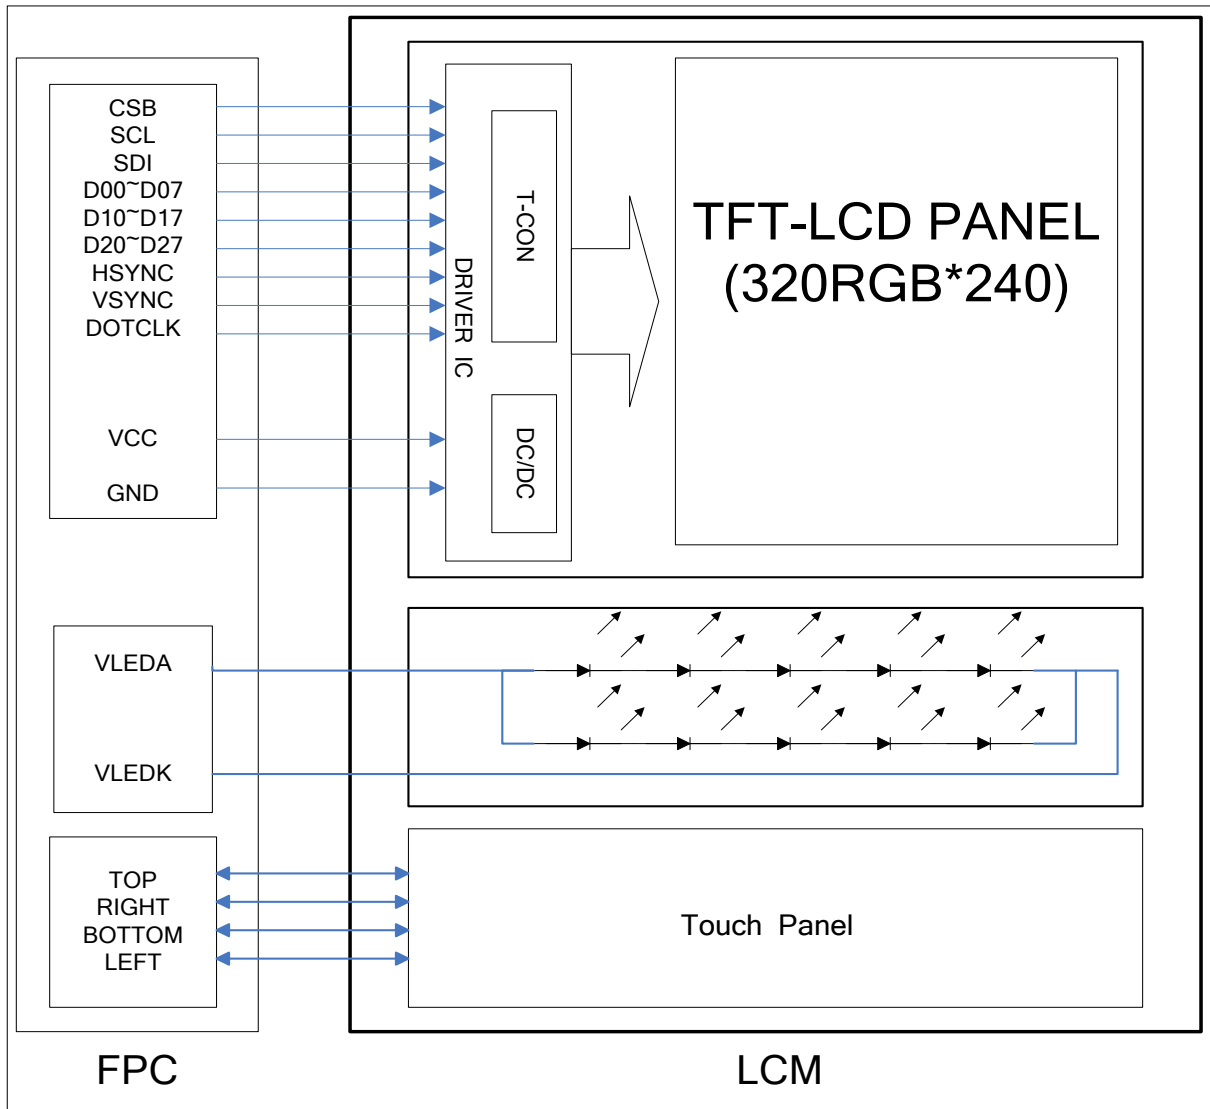 CSB
SCL
SDI
D00~D07
D10~D17
D20~D27
HSYNC
VSYNC
DOTCLK
VCC
GND
DRIVER IC
T-CON
DC/DC
TFT-LCD PANEL
(320RGB*240)
VLEDA
VLEDK
TOP
RIGHT
BOTTOM
LEFT
Touch Panel
FPC
LCM